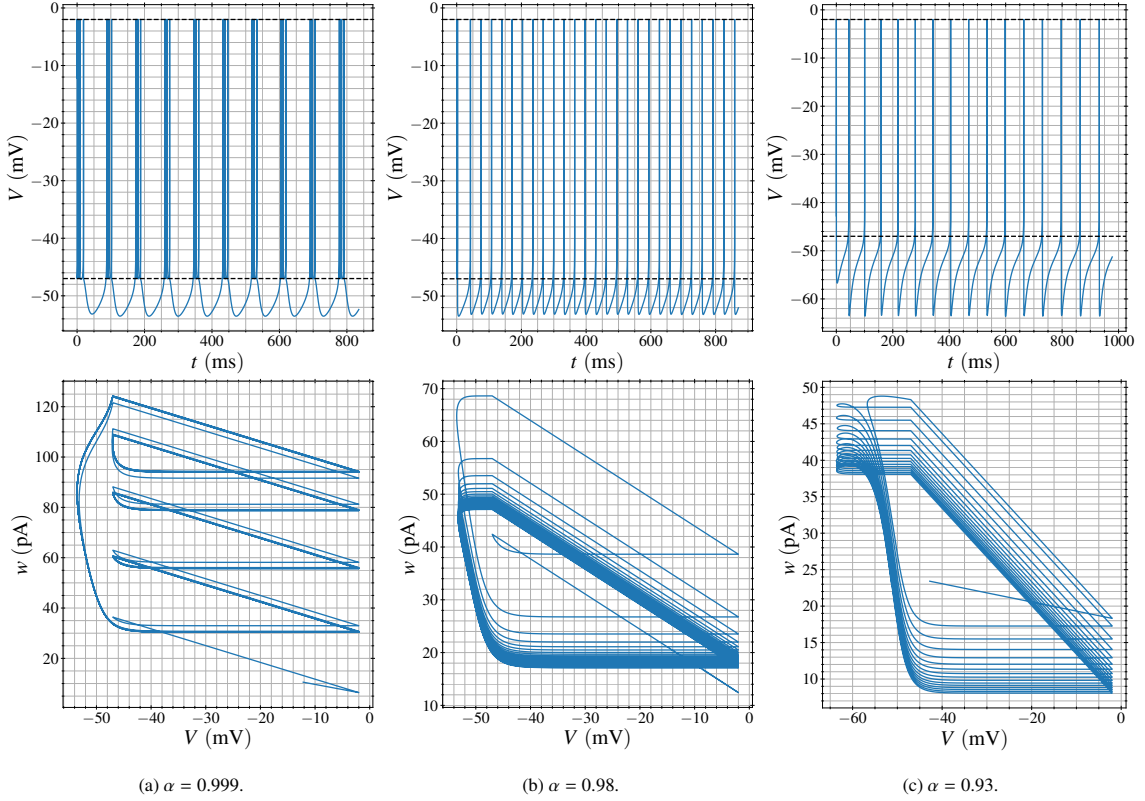 0
−10
−20
−30
−40
−50
V (mV)
0 200 400 600 800
t (ms)
0
−10
−20
−30
−40
−50
V (mV)
0 200 400 600 800
t (ms)
0
−10
−20
−30
−40
−50
−60
V (mV)
0 200 400 600 800 1000
t (ms)
120
100
80
60
40
20
w (pA)
−50 −40 −30 −20 −10 0
V (mV)
70
60
50
40
30
20
10
w (pA)
−50 −40 −30 −20 −10 0
V (mV)
50
45
40
35
30
25
20
15
10
w (pA)
−60 −40 −20 0
V (mV)
(a) α = 0.999.
(b) α = 0.98.
(c) α = 0.93.